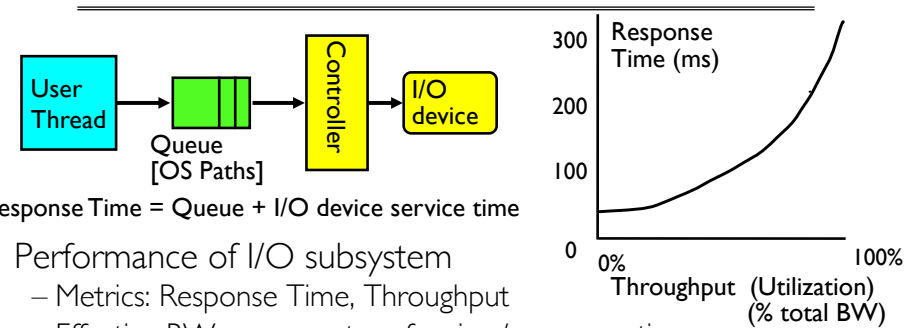 User
Thread
Queue
[OS Paths]
Controller
I/O
device
esponse Time = Queue + I/O device service time
300
200
100
0
Response
Time (ms)
0%
100%
Throughput (Utilization)
(% total BW)
Performance of I/O subsystem
– Metrics: Response Time, Throughput